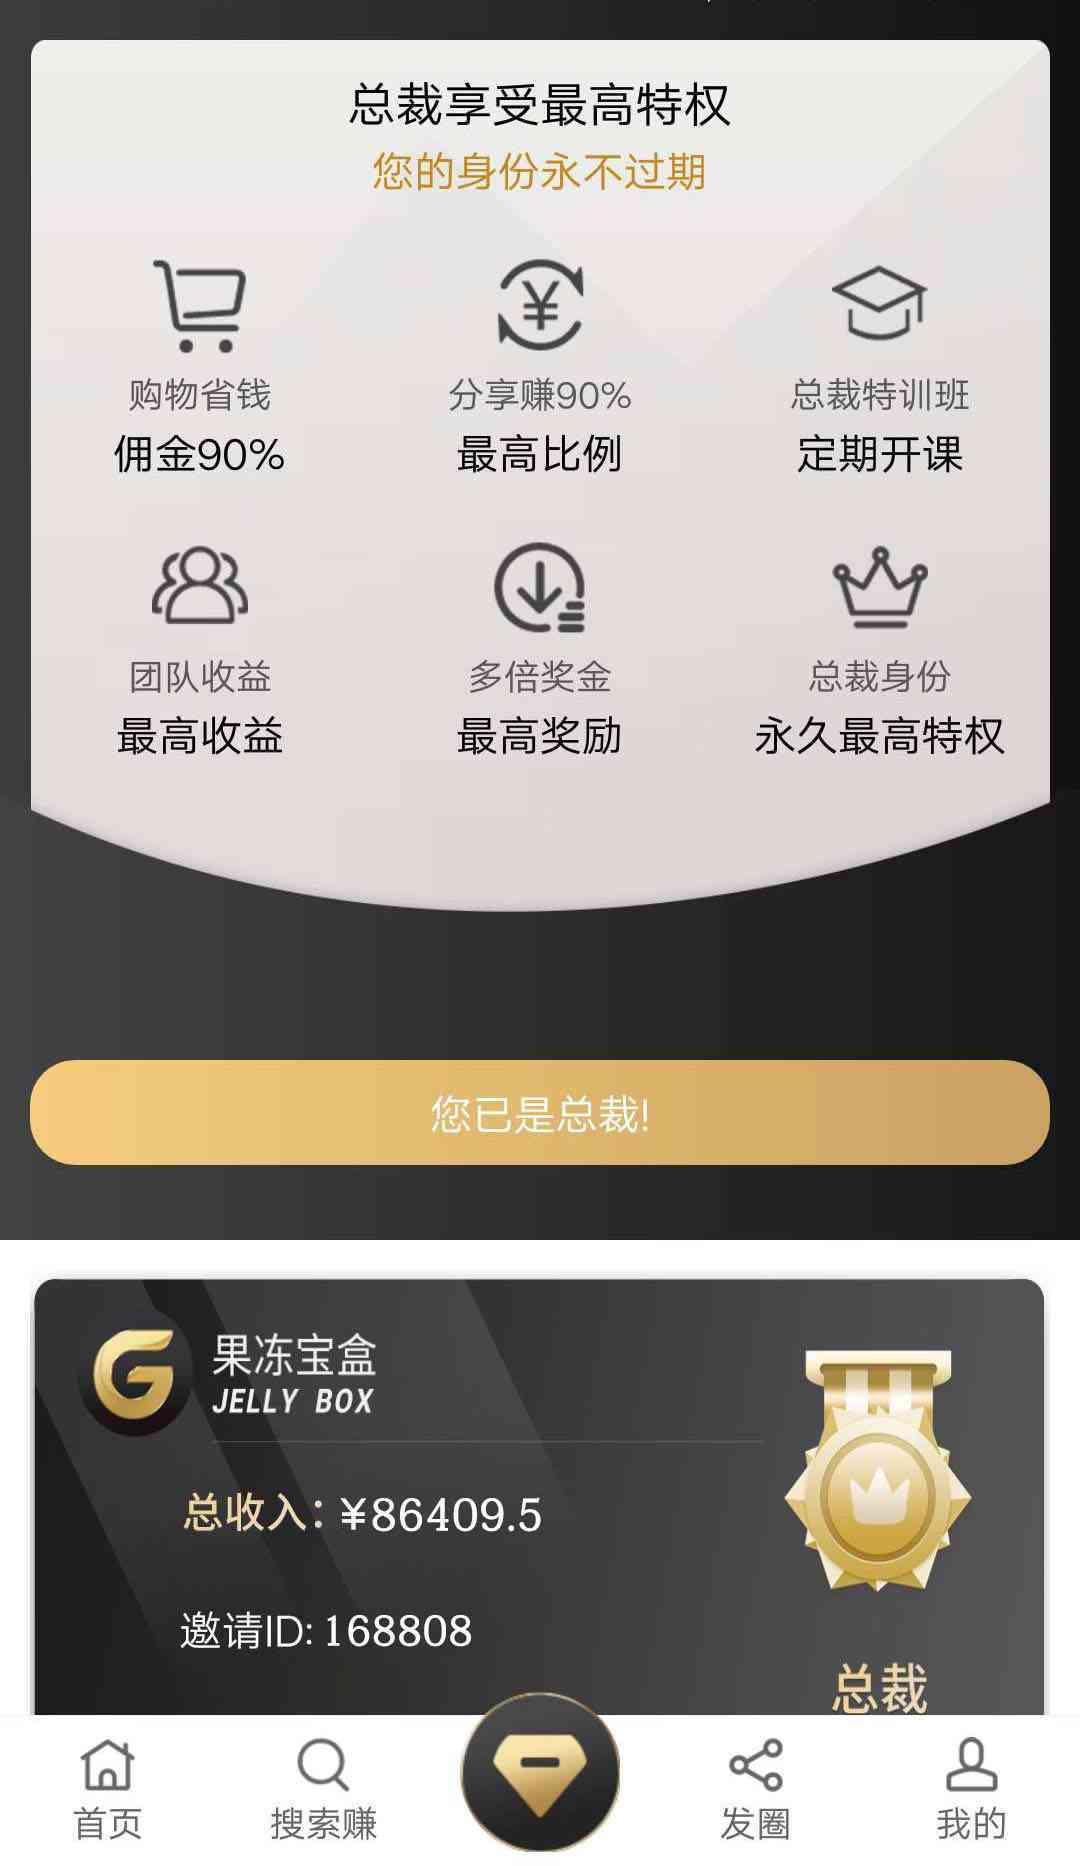 总裁享受最高特权
您的身份永不过期
购物省钱
佣金90%
分享赚90%
最高比例
总裁特训班
定期开课
团队收益
最高收益
多倍奖金
最高奖励
总裁身份
永久最高特权
您已是总裁!
果冻宝盒
JELLY BOX
总收入：¥86409.5
邀请ID: 168808
总裁
首页
搜索赚
发圈
我的